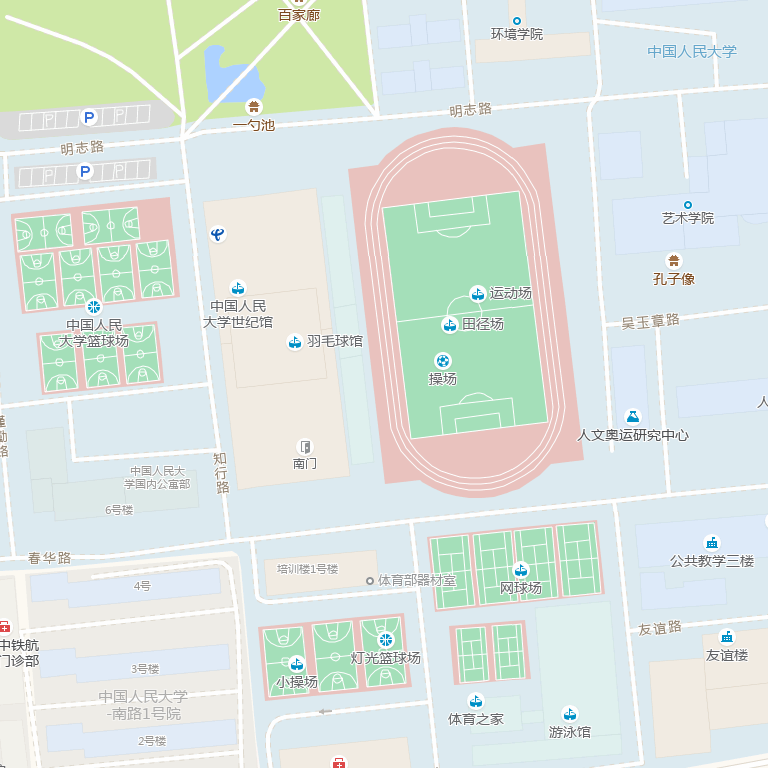 百家廊
环境学院
中国人民大学
P
一勺池
明志路
明志路
P
艺术学院
孔子像
中国人民
大学世纪馆
运动场
中国人民
大学篮球场
羽毛球馆
田径场
吴玉章路
操场
人
人文奥运研究中心
勤
路
知
行
路
南门
中国人民大
学国内公寓部
6号楼
春华路
培训楼1号楼
体育部器材室
公共教学三楼
4号
网球场
中铁航
门诊部
友谊路
友谊楼
灯光篮球场
小操场
3号楼
中国人民大学
-南路1号院
体育之家
游泳馆
2号楼